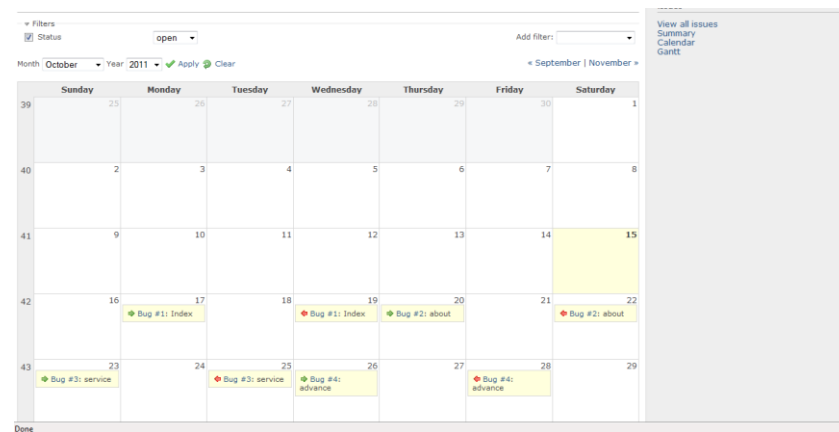 Filters
Status open Add filter:
Month October Year 2011 Apply Clear « September | November »
Sunday Monday Tuesday Wednesday Thursday Friday Saturday
39 25 26 27 28 29 30 1
40 2 3 4 5 6 7 8
41 9 10 11 12 13 14 15
42 16 17 18 19 20 21 22
Bug #1: Index Bug #1: Index Bug #2: about Bug #2: about
43 23 24 25 26 27 28 29
Bug #3: service Bug #3: service Bug #4: Bug #4:
advance advance
Done
View all issues
Summary
Calendar
Gantt